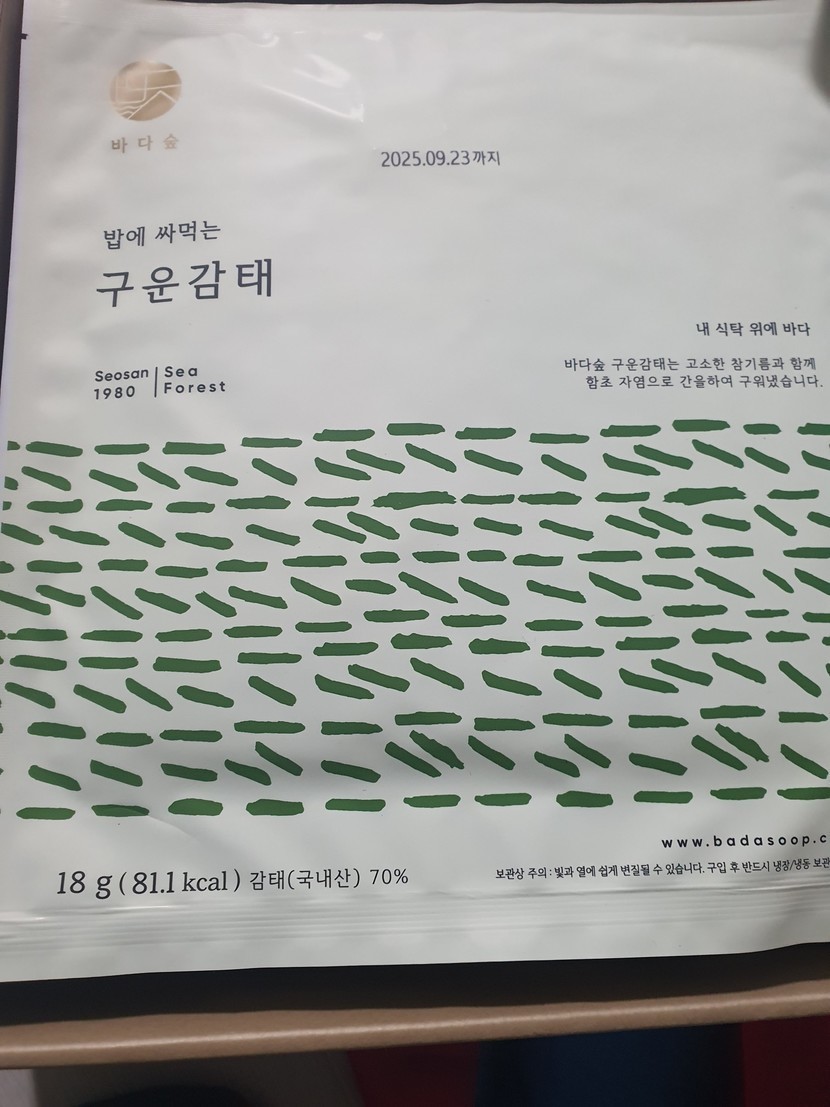 바다숲
2025.09.23까지
밥에 싸먹는
구운감태
내 식탁 위에 바다
바다숲 구운감태는 고소한 참기름과 함께
함초 자염으로 간을하여 구워냈습니다.
Seosan | Sea
1980 | Forest
www.badasoop.c
보관상 주의 : 빛과 열에 쉽게 변질될 수 있습니다. 구입 후 반드시 냉장/냉동 보관
18 g ( 81.1 kcal ) 감태(국내산) 70%